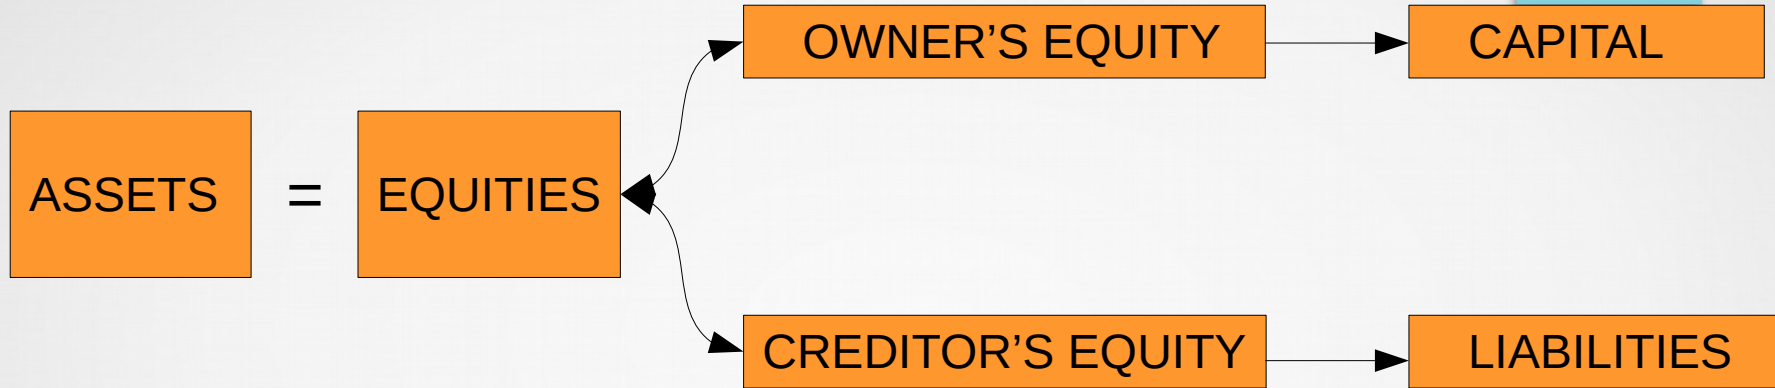 OWNER’S EQUITY
CAPITAL
ASSETS = EQUITIES
CREDITOR’S EQUITY
LIABILITIES